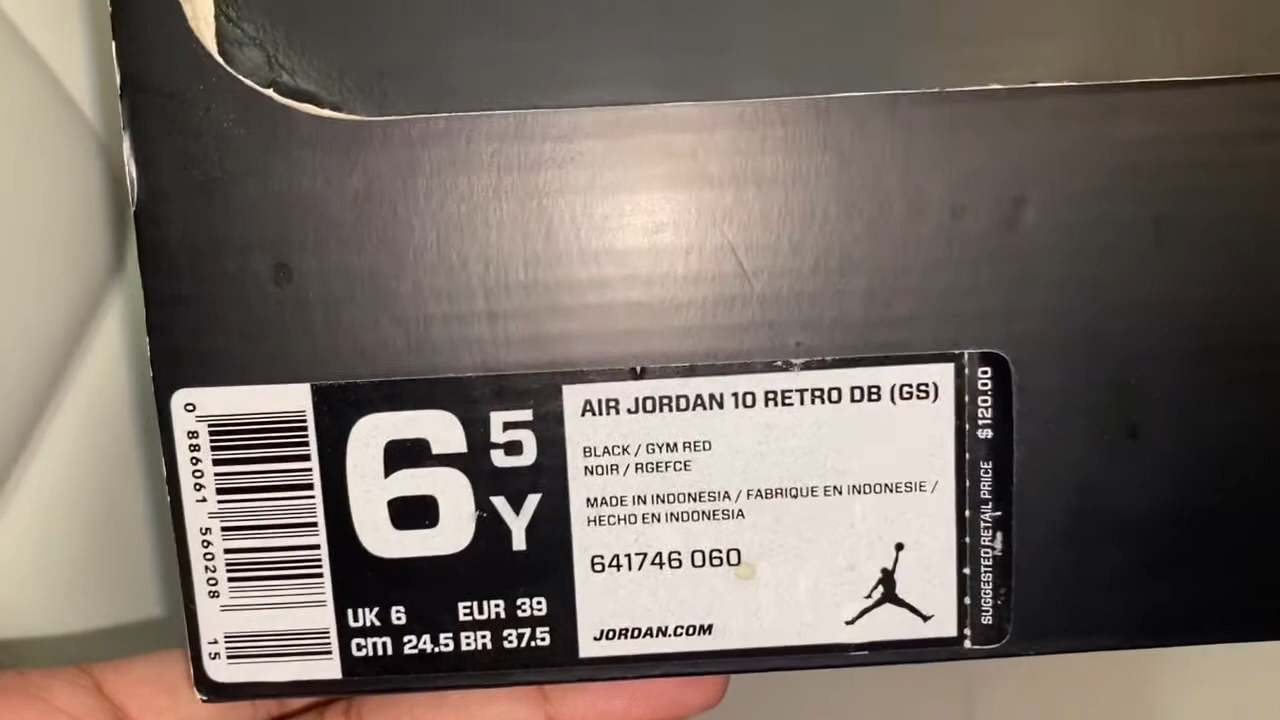 0 886061 560208 15
6
5
Y
UK 6 EUR 39
cm 24.5 BR 37.5
AIR JORDAN 10 RETRO DB (GS)
BLACK / GYM RED
NOIR / RGEFCE
MADE IN INDONESIA / FABRIQUE EN INDONESIE /
HECHO EN INDONESIA
641746 060
JORDAN.COM
SUGGESTED RETAIL PRICE $120.00